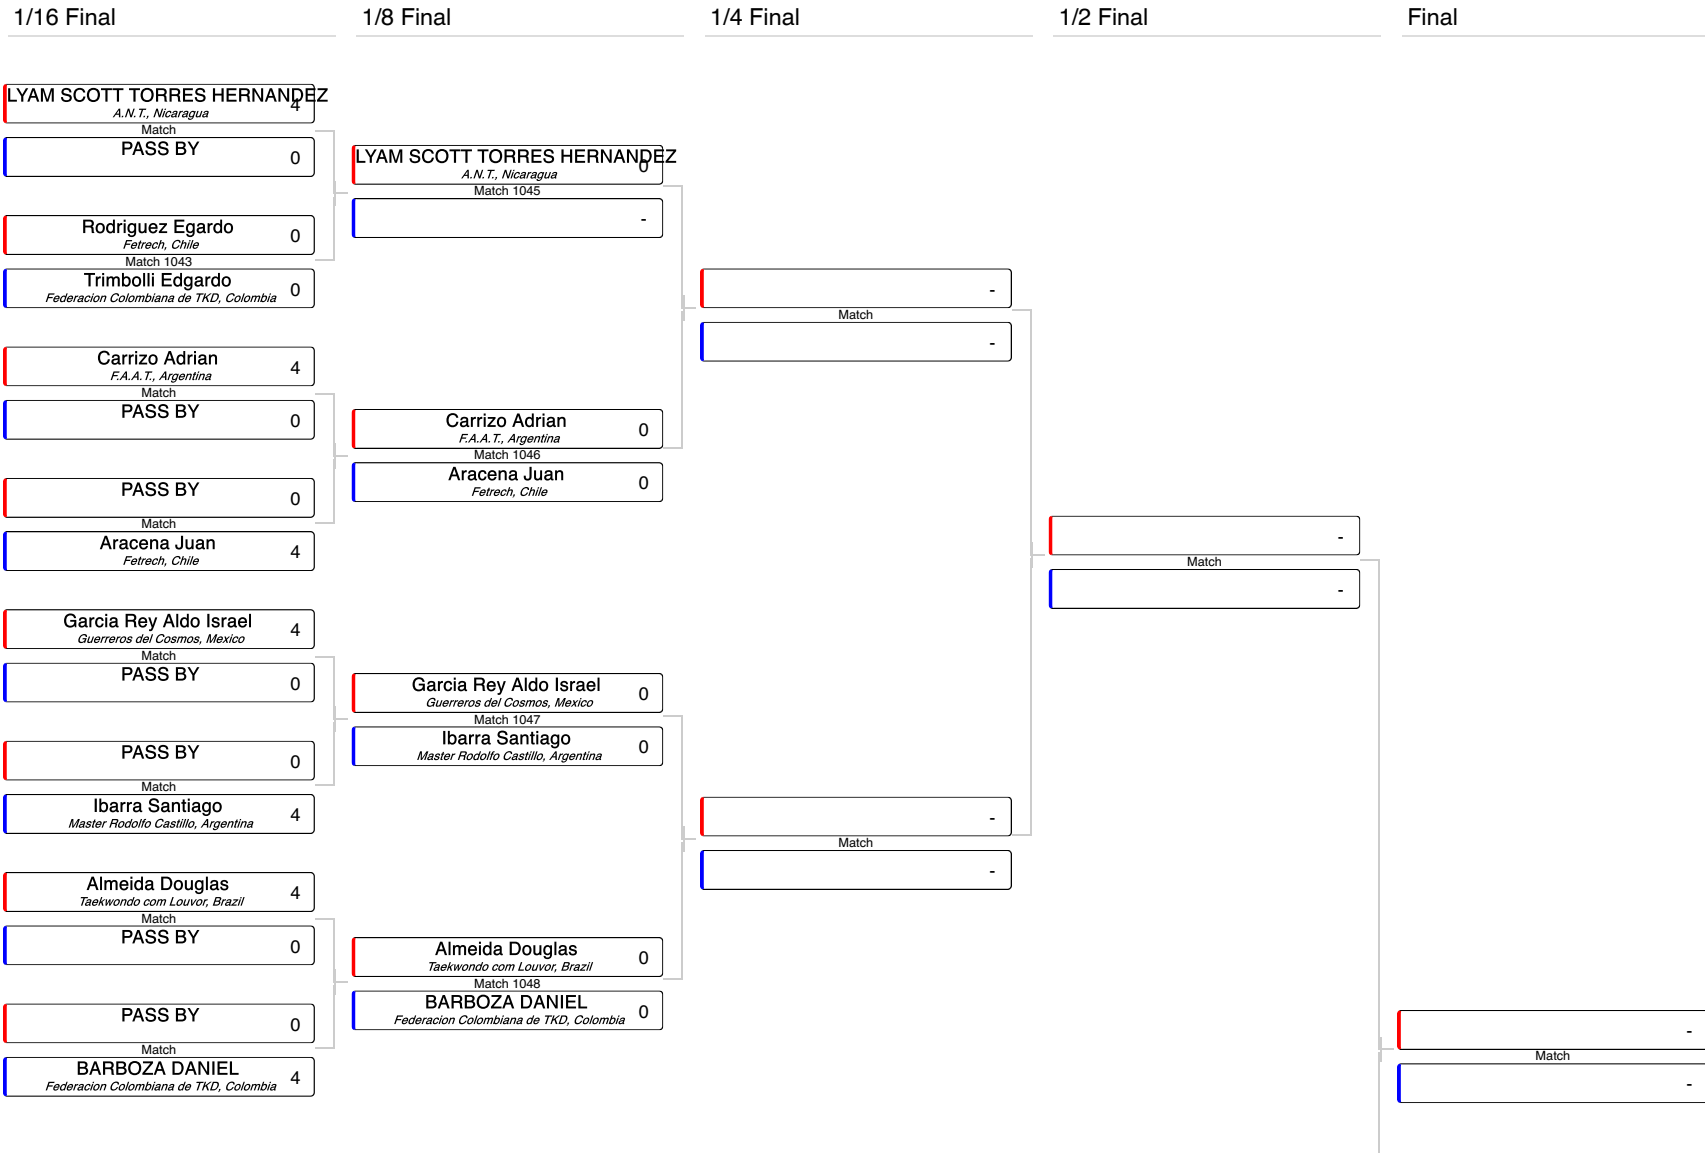 1/16 Final
1/8 Final
1/4 Final
1/2 Final
Final
LYAM SCOTT TORRES HERNANDEZ
4
A.N.T., Nicaragua
Match
PASS BY
0
Rodriguez Egardo
0
Fetrech, Chile
Match 1043
Trimbolli Edgardo
0
Federacion Colombiana de TKD, Colombia
Carrizo Adrian
4
F.A.A.T., Argentina
Match
PASS BY
0
PASS BY
0
Match
Aracena Juan
4
Fetrech, Chile
Garcia Rey Aldo Israel
4
Guerreros del Cosmos, Mexico
Match
PASS BY
0
PASS BY
0
Match
Ibarra Santiago
4
Master Rodolfo Castillo, Argentina
Almeida Douglas
4
Taekwondo com Louvor, Brazil
Match
PASS BY
0
PASS BY
0
Match
BARBOZA DANIEL
4
Federacion Colombiana de TKD, Colombia
LYAM SCOTT TORRES HERNANDEZ
0
A.N.T., Nicaragua
Match 1045
-
Carrizo Adrian
0
F.A.A.T., Argentina
Match 1046
Aracena Juan
0
Fetrech, Chile
Garcia Rey Aldo Israel
0
Guerreros del Cosmos, Mexico
Match 1047
Ibarra Santiago
0
Master Rodolfo Castillo, Argentina
Almeida Douglas
0
Taekwondo com Louvor, Brazil
Match 1048
BARBOZA DANIEL
0
Federacion Colombiana de TKD, Colombia
-
Match
-
-
Match
-
-
Match
-
-
Match
-